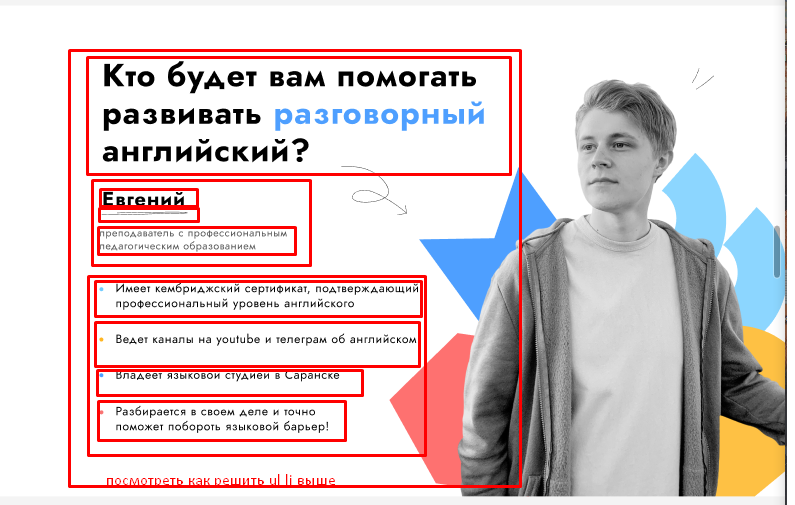 Кто будет вам помогать
развивать разговорный
английский?
Евгений
преподаватель с профессиональным
педагогическим образованием
Имеет кембриджский сертификат, подтверждающий
профессиональный уровень английского
Ведет каналы на youtube и телеграм об английском
Владеет языковой студией в Саранске
Разбирается в своем деле и точно
поможет побороть языковой барьер!
посмотреть как решить ul li выше